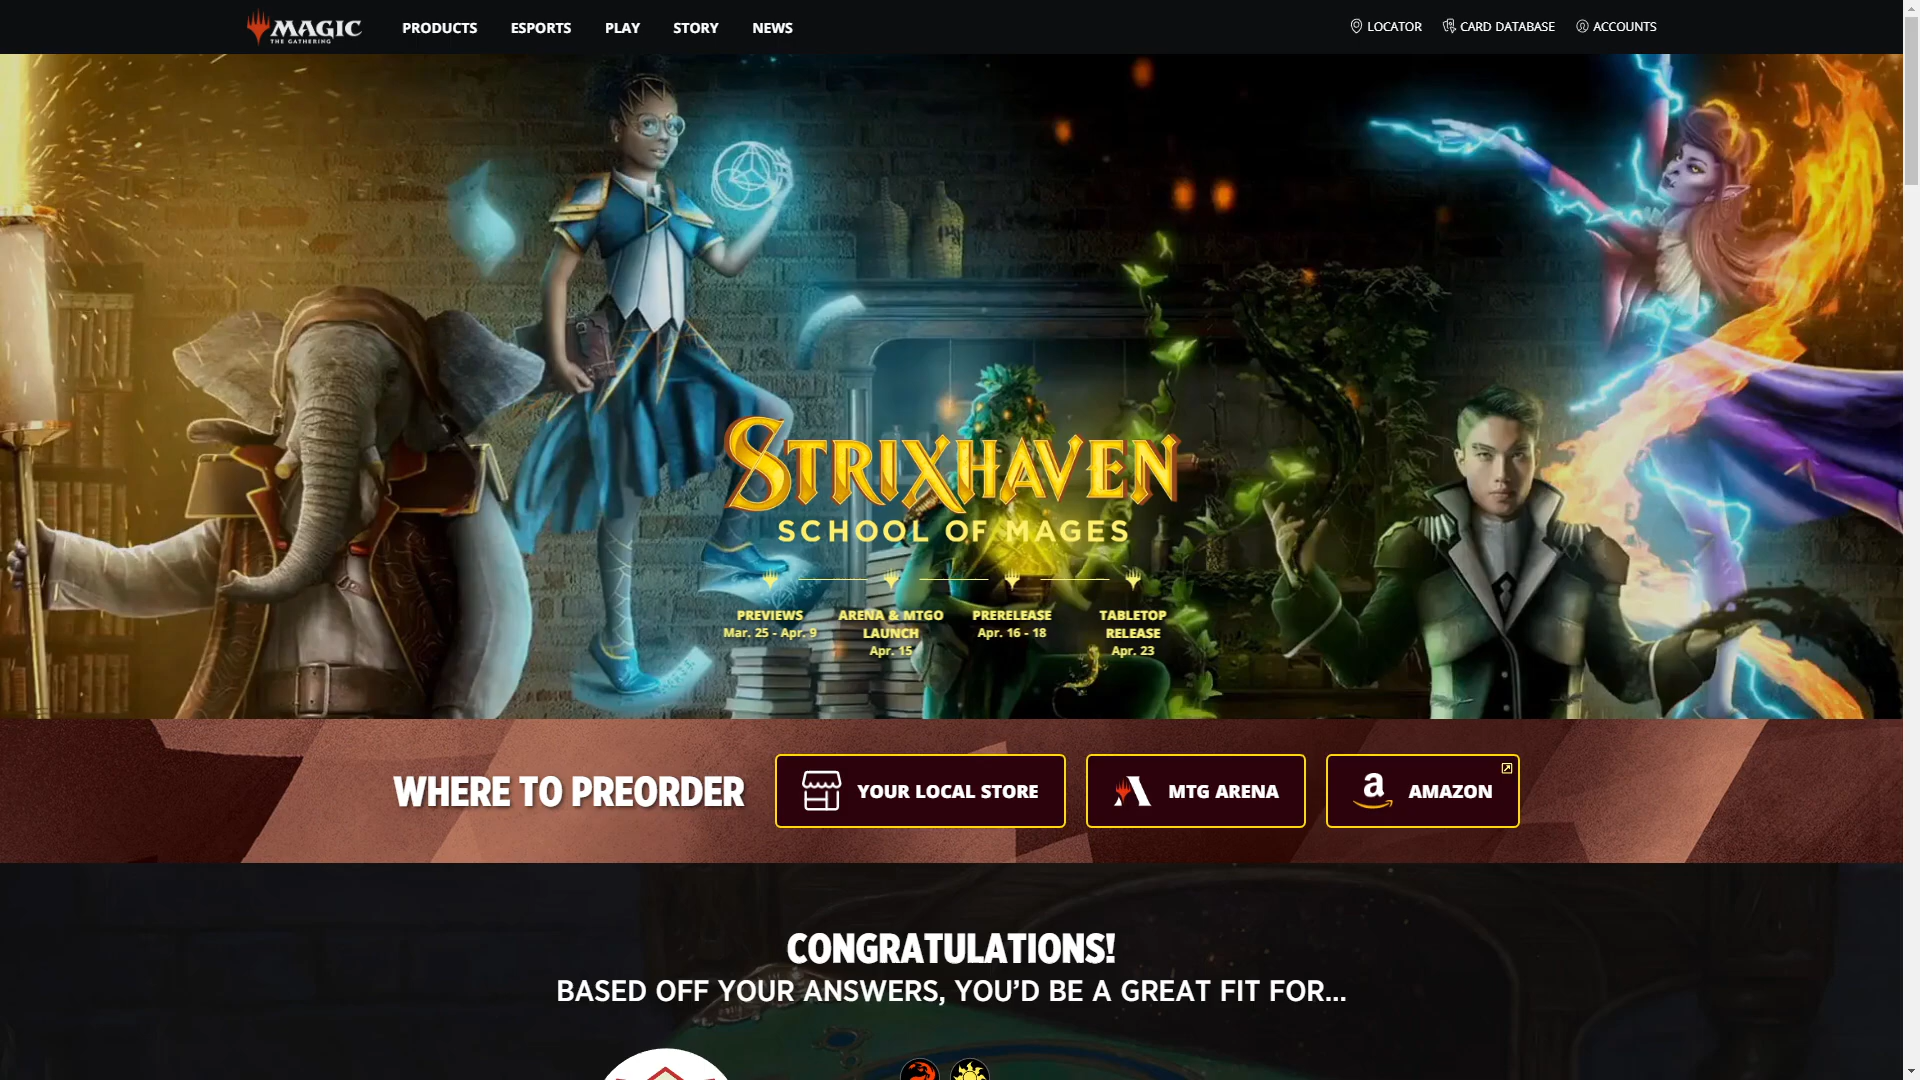 MAGIC
THE GATHERING
PRODUCTS
ESPORTS
PLAY
STORY
NEWS
LOCATOR
CARD DATABASE
ACCOUNTS
STRIXHAVEN
SCHOOL OF MAGES
PREVIEWS
Mar. 25 - Apr. 9
ARENA & MTGO
LAUNCH
Apr. 15
PRERELEASE
Apr. 16 - 18
TABLETOP
RELEASE
Apr. 23
WHERE TO PREORDER
YOUR LOCAL STORE
MTG ARENA
a
AMAZON
CONGRATULATIONS!
BASED OFF YOUR ANSWERS, YOU’D BE A GREAT FIT FOR...